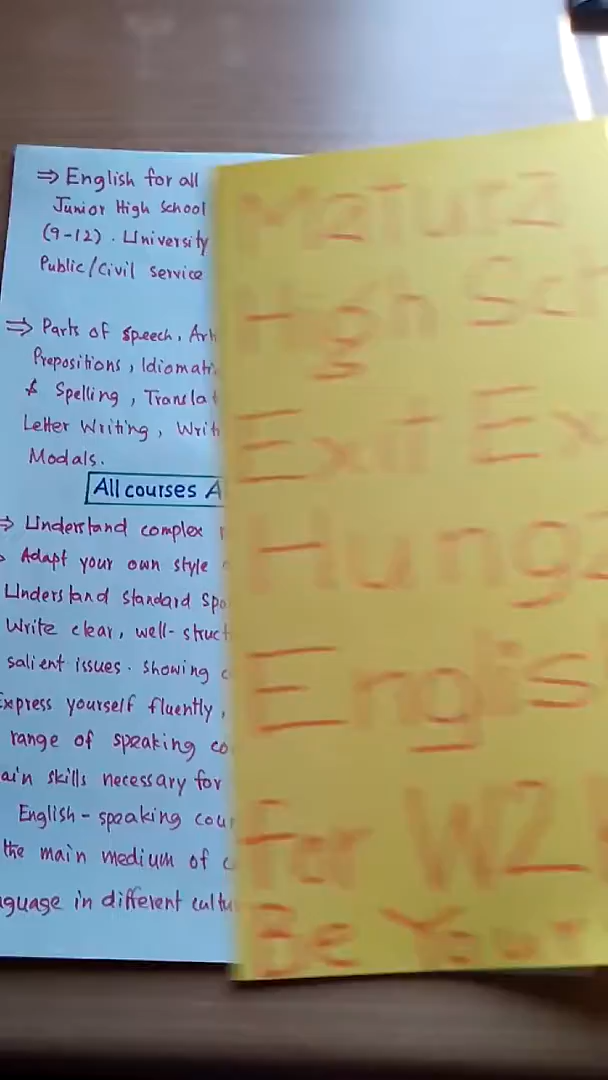 ⇒ English for all
Junior High School
(9-12). University
Public/Civil service
⇒ Parts of speech, Art
Prepositions, Idiomati
& Spelling, Translat
Letter Writing, Writ
Modals.
All courses A
⇒ Understand complex
Adapt your own style
Understand standard spo
Write clear, well-struct
salient issues. showing
Express yourself fluently,
range of speaking co
ain skills necessary for
English-speaking cou
the main medium of
guage in different cultu
Matura
High Sch
Exit Ex
Hunga
English
For
Be Your